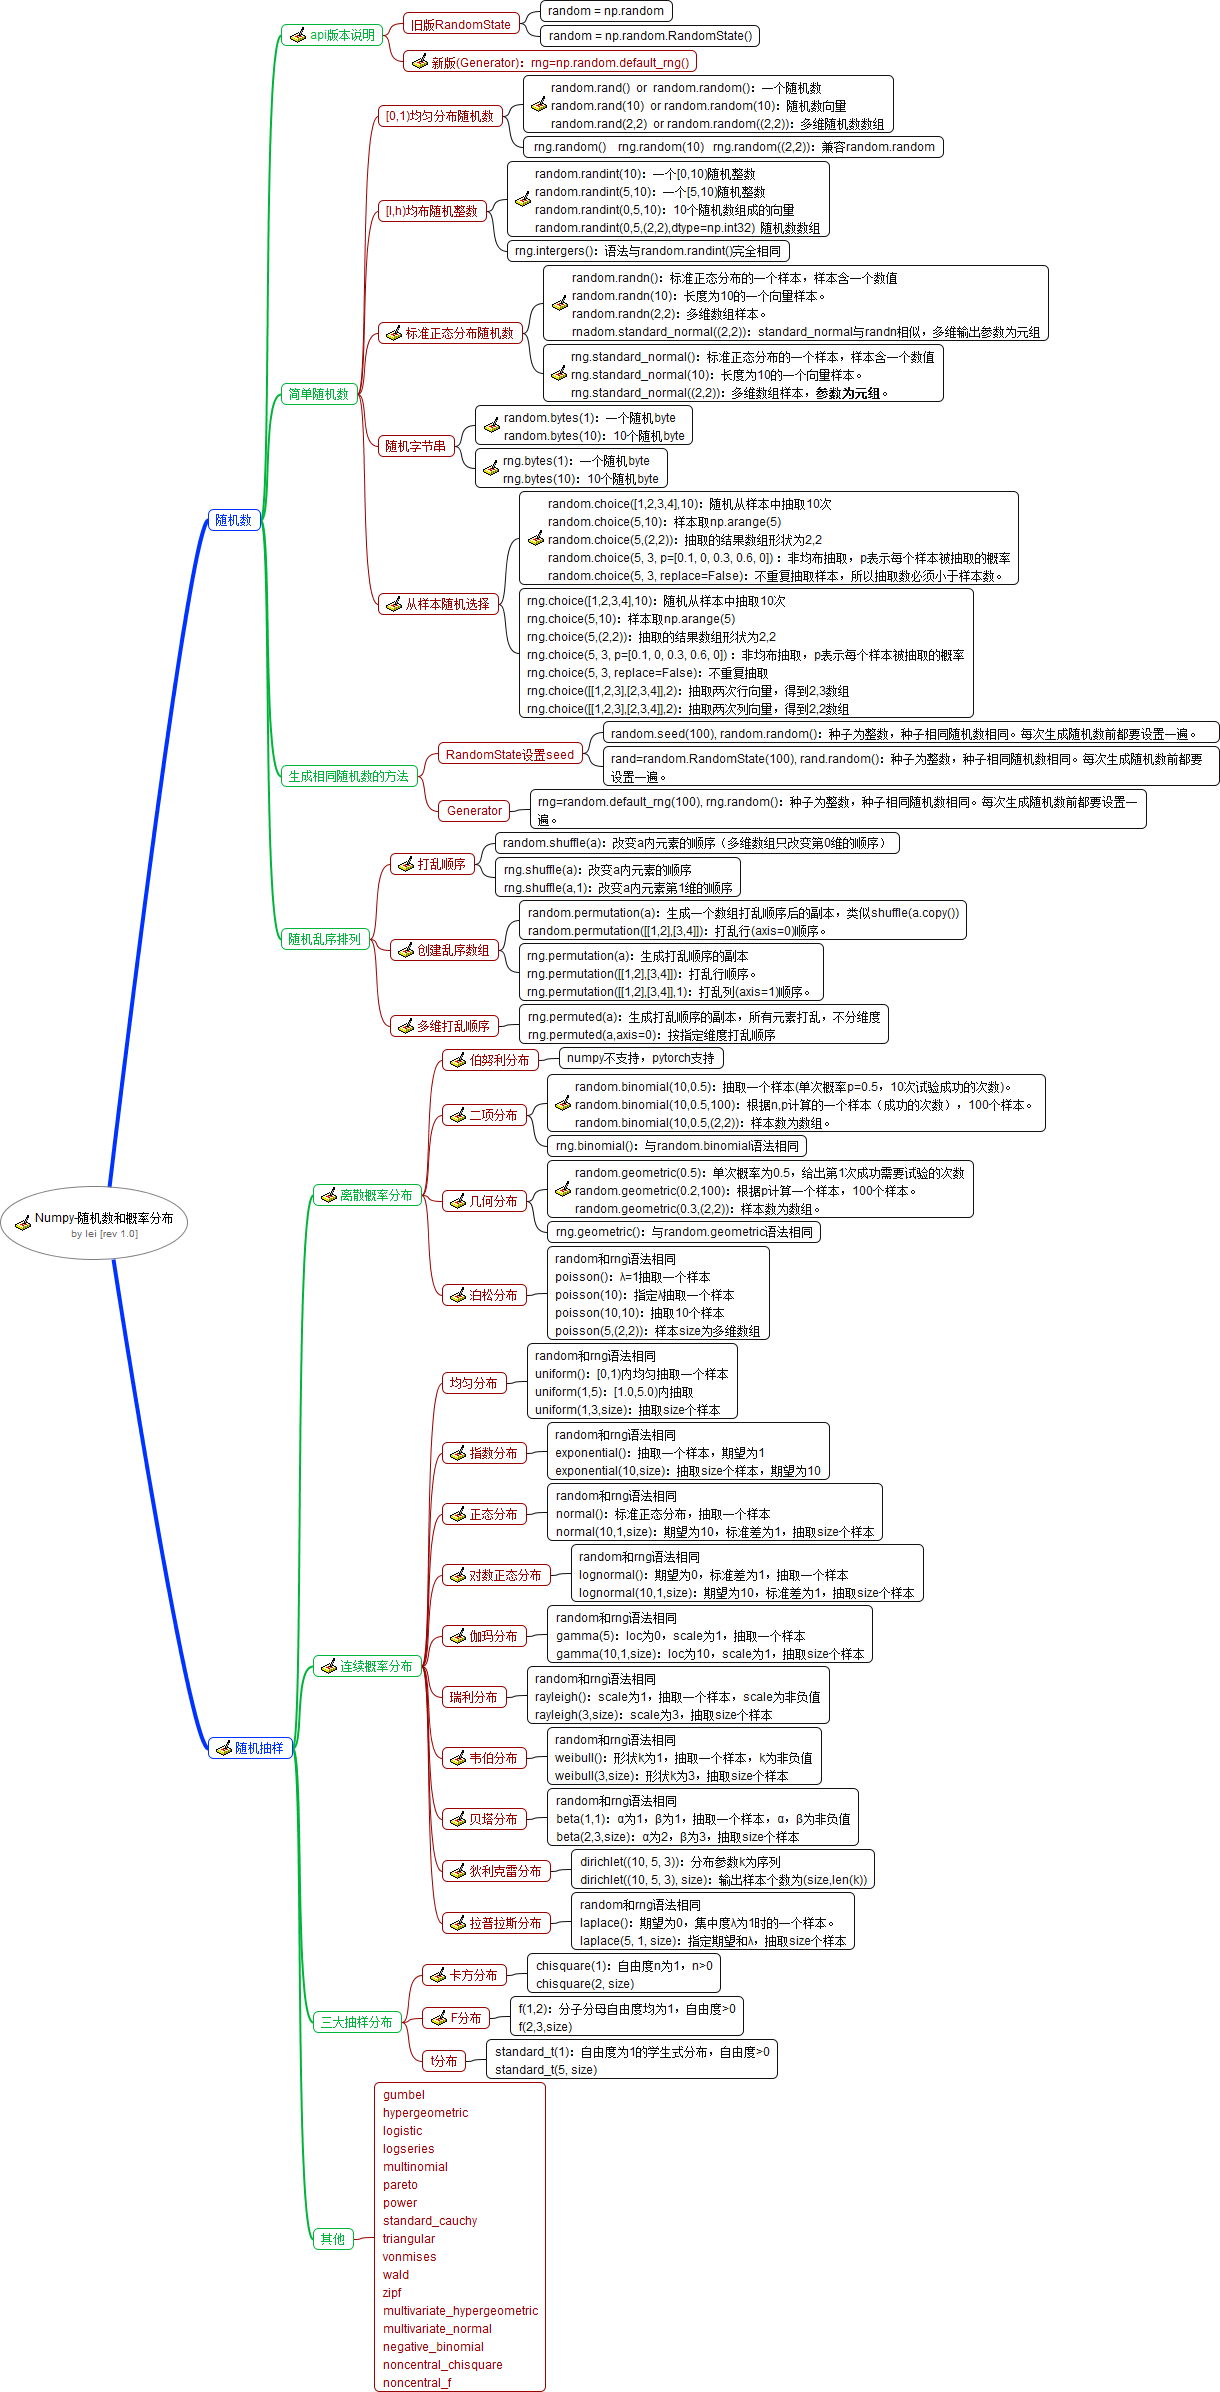 Numpy-随机数和概率分布
by lei [rev 1.0]
随机数
api版本说明
旧版RandomState
random = np.random
random = np.random.RandomState()
新版(Generator)：rng=np.random.default_rng()
简单随机数
[0,1)均匀分布随机数
random.rand()  or  random.random()：一个随机数
random.rand(10)  or random.random(10)：随机数向量
random.rand(2,2)  or random.random((2,2))：多维随机数数组
rng.random()    rng.random(10)   rng.random((2,2))：兼容random.random
[l,h)均布随机整数
random.randint(10)：一个[0,10)随机整数
random.randint(5,10)：一个[5,10)随机整数
random.randint(0,5,10)：10个随机数组成的向量
random.randint(0,5,(2,2),dtype=np.int32)  随机数数组
rng.intergers()：语法与random.randint()完全相同
标准正态分布随机数
random.randn()：标准正态分布的一个样本，样本含一个数值
random.randn(10)：长度为10的一个向量样本。
random.randn(2,2)：多维数组样本。
rnadom.standard_normal((2,2))：standard_normal与randn相似，多维输出参数为元组
rng.standard_normal()：标准正态分布的一个样本，样本含一个数值
rng.standard_normal(10)：长度为10的一个向量样本。
rng.standard_normal((2,2))：多维数组样本，参数为元组。
随机字节串
random.bytes(1)：一个随机byte
random.bytes(10)：10个随机byte
rng.bytes(1)：一个随机byte
rng.bytes(10)：10个随机byte
从样本随机选择
random.choice([1,2,3,4],10)：随机从样本中抽取10次
random.choice(5,10)：样本取np.arange(5)
random.choice(5,(2,2))：抽取的结果数组形状为2,2
random.choice(5, 3, p=[0.1, 0, 0.3, 0.6, 0])：非均布抽取，p表示每个样本被抽取的概率
random.choice(5, 3, replace=False)：不重复抽取样本，所以抽取数必须小于样本数。
rng.choice([1,2,3,4],10)：随机从样本中抽取10次
rng.choice(5,10)：样本取np.arange(5)
rng.choice(5,(2,2))：抽取的结果数组形状为2,2
rng.choice(5, 3, p=[0.1, 0, 0.3, 0.6, 0])：非均布抽取，p表示每个样本被抽取的概率
rng.choice(5, 3, replace=False)：不重复抽取
rng.choice([[1,2,3],[2,3,4]],2)：抽取两次行向量，得到2,3数组
rng.choice([[1,2,3],[2,3,4]],2)：抽取两次列向量，得到2,2数组
生成相同随机数的方法
RandomState设置seed
random.seed(100), random.random()：种子为整数，种子相同随机数相同。每次生成随机数前都要设置一遍。
rand=random.RandomState(100), rand.random()：种子为整数，种子相同随机数相同。每次生成随机数前都要
设置一遍。
Generator
rng=random.default_rng(100), rng.random()：种子为整数，种子相同随机数相同。每次生成随机数前都要设置一
遍。
随机乱序排列
打乱顺序
random.shuffle(a)：改变a内元素的顺序（多维数组只改变第0维的顺序）
rng.shuffle(a)：改变a内元素的顺序
rng.shuffle(a,1)：改变a内元素第1维的顺序
创建乱序数组
random.permutation(a)：生成一个数组打乱顺序后的副本，类似shuffle(a.copy())
random.permutation([[1,2],[3,4]])：打乱行(axis=0)顺序。
rng.permutation(a)：生成打乱顺序的副本
rng.permutation([[1,2],[3,4]])：打乱行顺序。
rng.permutation([[1,2],[3,4]],1)：打乱列(axis=1)顺序。
多维打乱顺序
rng.permuted(a)：生成打乱顺序的副本，所有元素打乱，不分维度
rng.permuted(a,axis=0)：按指定维度打乱顺序
随机抽样
离散概率分布
伯努利分布
numpy不支持，pytorch支持
二项分布
random.binomial(10,0.5)：抽取一个样本(单次概率p=0.5，10次试验成功的次数)。
random.binomial(10,0.5,100)：根据n,p计算的一个样本（成功的次数），100个样本。
random.binomial(10,0.5,(2,2))：样本数为数组。
rng.binomial()：与random.binomial语法相同
几何分布
random.geometric(0.5)：单次概率为0.5，给出第1次成功需要试验的次数
random.geometric(0.2,100)：根据p计算一个样本，100个样本。
random.geometric(0.3,(2,2))：样本数为数组。
rng.geometric()：与random.geometric语法相同
泊松分布
random和rng语法相同
poisson()：λ=1抽取一个样本
poisson(10)：指定λ抽取一个样本
poisson(10,10)：抽取10个样本
poisson(5,(2,2))：样本size为多维数组
连续概率分布
均匀分布
random和rng语法相同
uniform()：[0,1)内均匀抽取一个样本
uniform(1,5)：[1.0,5.0)内抽取
uniform(1,3,size)：抽取size个样本
指数分布
random和rng语法相同
exponential()：抽取一个样本，期望为1
exponential(10,size)：抽取size个样本，期望为10
正态分布
random和rng语法相同
normal()：标准正态分布，抽取一个样本
normal(10,1,size)：期望为10，标准差为1，抽取size个样本
对数正态分布
random和rng语法相同
lognormal()：期望为0，标准差为1，抽取一个样本
lognormal(10,1,size)：期望为10，标准差为1，抽取size个样本
伽玛分布
random和rng语法相同
gamma(5)：loc为0，scale为1，抽取一个样本
gamma(10,1,size)：loc为10，scale为1，抽取size个样本
瑞利分布
random和rng语法相同
rayleigh()：scale为1，抽取一个样本，scale为非负值
rayleigh(3,size)：scale为3，抽取size个样本
韦伯分布
random和rng语法相同
weibull()：形状k为1，抽取一个样本，k为非负值
weibull(3,size)：形状k为3，抽取size个样本
贝塔分布
random和rng语法相同
beta(1,1)：α为1，β为1，抽取一个样本，α，β为非负值
beta(2,3,size)：α为2，β为3，抽取size个样本
狄利克雷分布
dirichlet((10, 5, 3))：分布参数k为序列
dirichlet((10, 5, 3), size)：输出样本个数为(size,len(k))
拉普拉斯分布
random和rng语法相同
laplace()：期望为0，集中度λ为1时的一个样本。
laplace(5, 1, size)：指定期望和λ，抽取size个样本
三大抽样分布
卡方分布
chisquare(1)：自由度n为1，n>0
chisquare(2, size)
F分布
f(1,2)：分子分母自由度均为1，自由度>0
f(2,3,size)
t分布
standard_t(1)：自由度为1的学生式分布，自由度>0
standard_t(5, size)
其他
gumbel
hypergeometric
logistic
logseries
multinomial
pareto
power
standard_cauchy
triangular
vonmises
wald
zipf
multivariate_hypergeometric
multivariate_normal
negative_binomial
noncentral_chisquare
noncentral_f